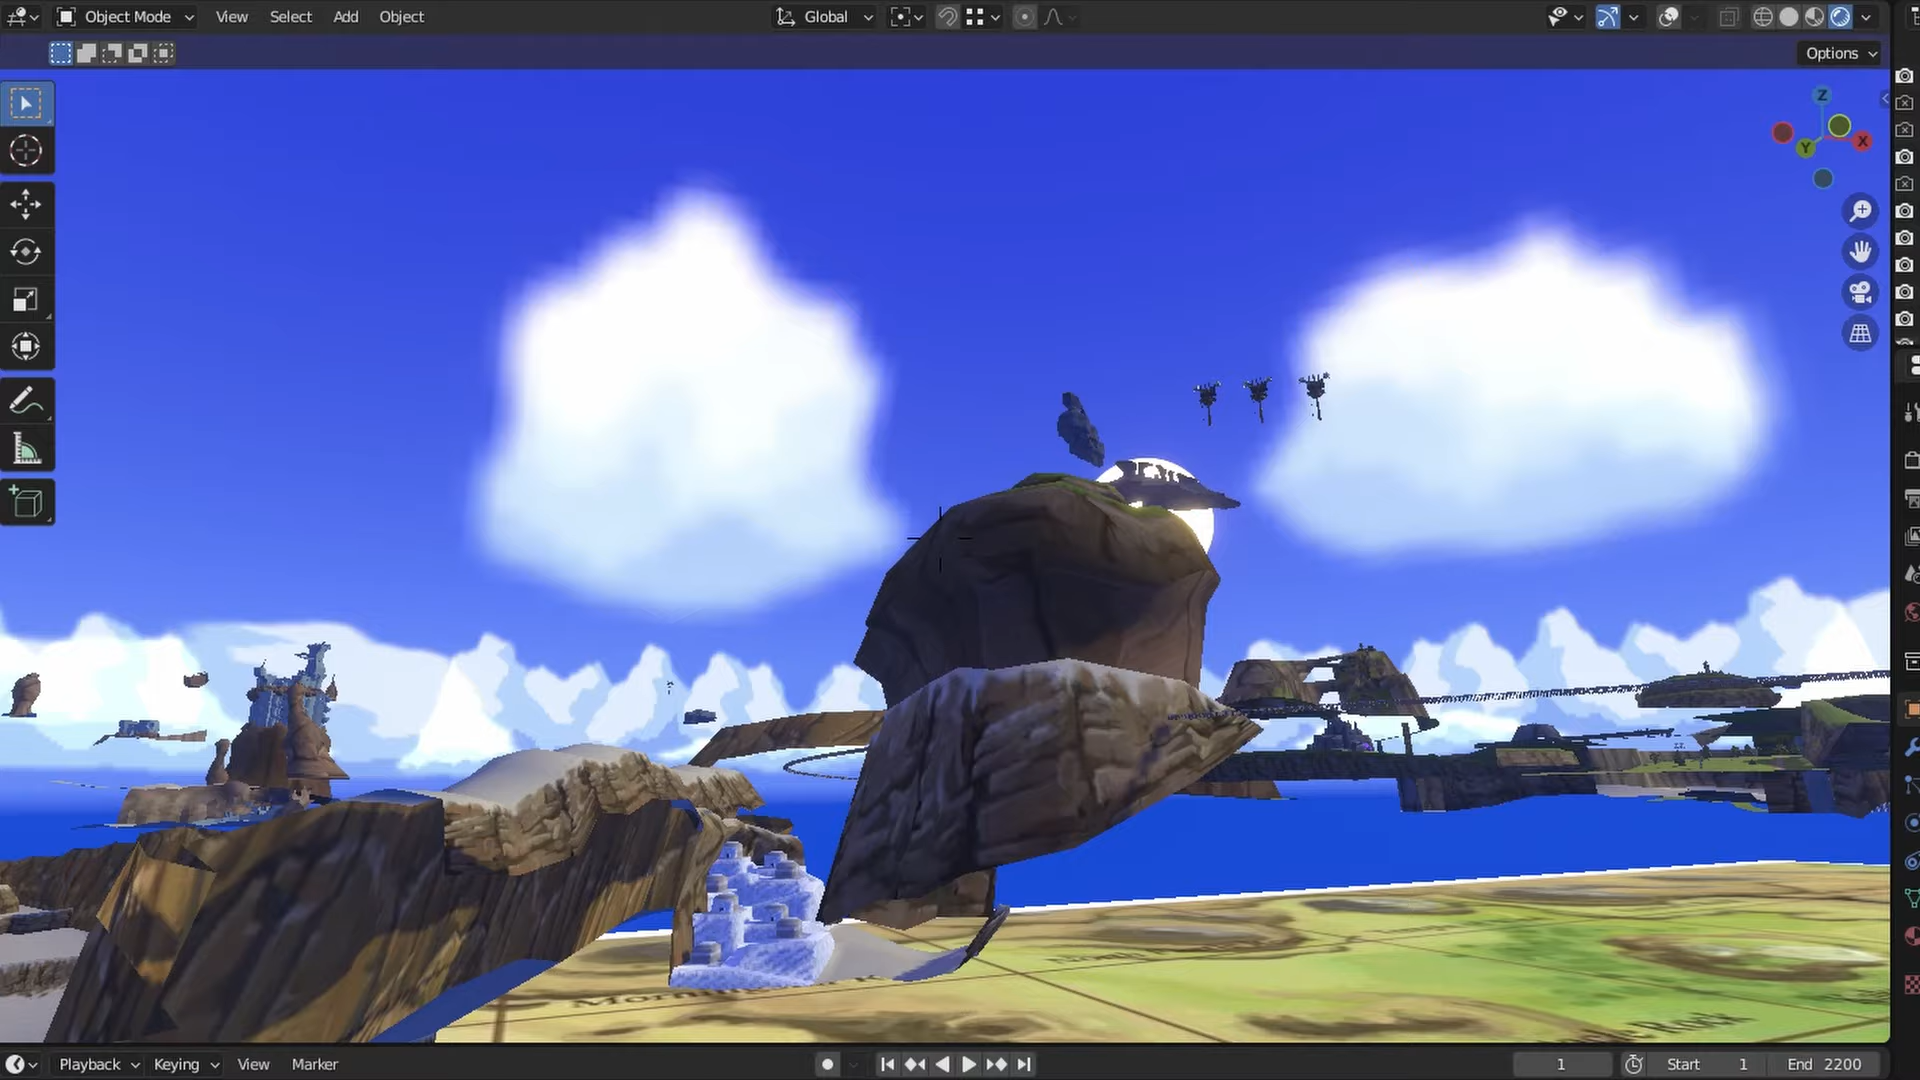 Object Mode View Select Add Object Global
Options
Z
X
Y
Playback Keying View Marker 1 Start 1 End 2200